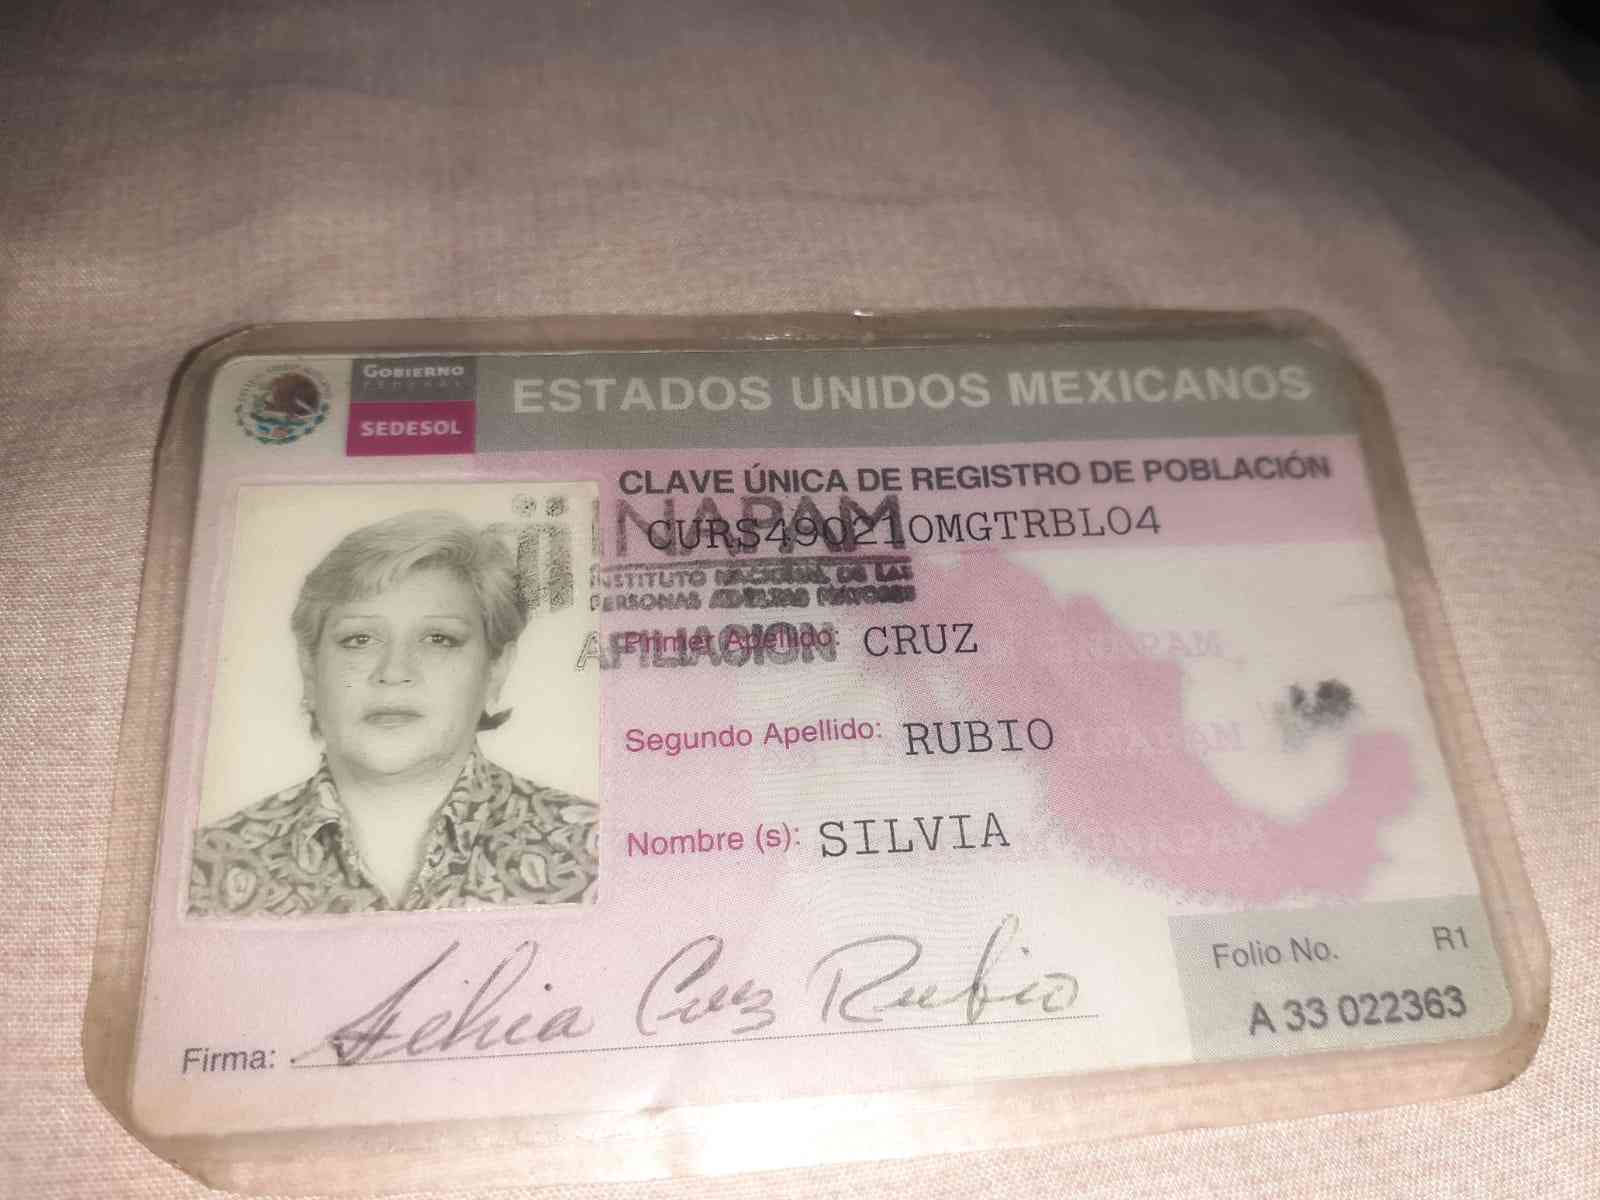 GOBIERNO
FEDERAL
SEDESOL
ESTADOS UNIDOS MEXICANOS
CLAVE ÚNICA DE REGISTRO DE POBLACIÓN
INAPAM
CURS490210MGTRBL04
INSTITUTO NACIONAL DE LAS
PERSONAS ADULTAS MAYORES
AFILIACION
Primer Apellido: CRUZ
Segundo Apellido: RUBIO
Nombre (s): SILVIA
Folio No. R1
A 33 022363
Firma: Silvia Cruz Rubio